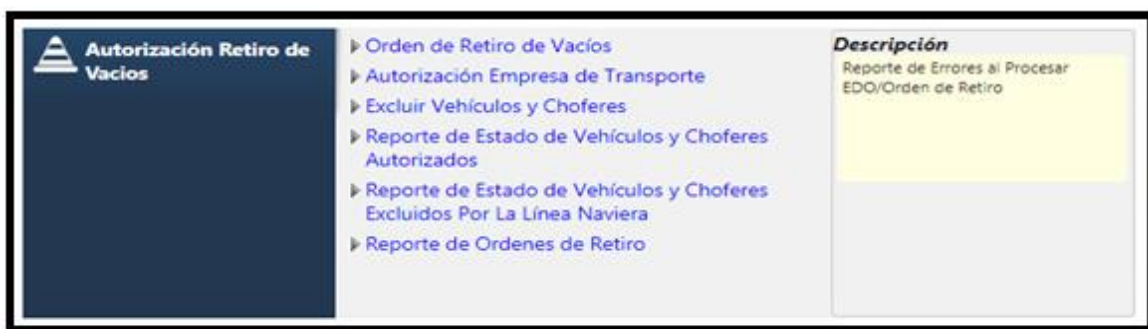 Autorización Retiro de
Vacios
Orden de Retiro de Vacíos
Autorización Empresa de Transporte
Excluir Vehículos y Choferes
Reporte de Estado de Vehículos y Choferes
Autorizados
Reporte de Estado de Vehículos y Choferes
Excluidos Por La Línea Naviera
Reporte de Ordenes de Retiro
Descripción
Reporte de Errores al Procesar
EDO/Orden de Retiro